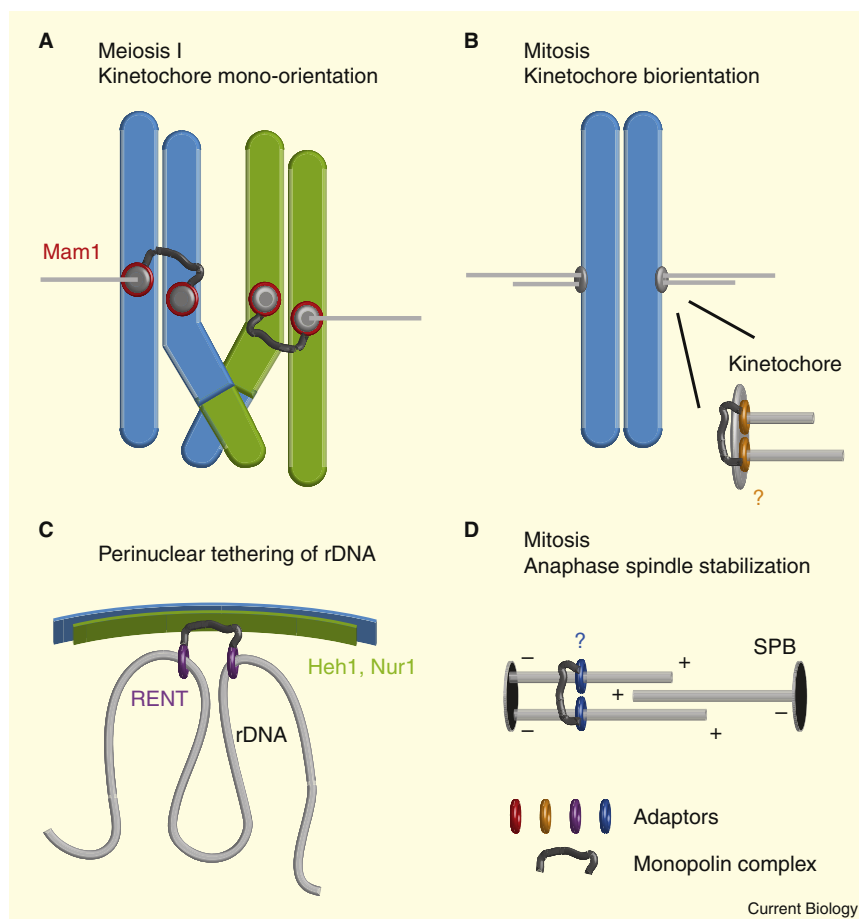 A
Meiosis I
Kinetochore mono-orientation
Mam1
B
Mitosis
Kinetochore biorientation
Kinetochore
?
C
Perinuclear tethering of rDNA
Heh1, Nur1
RENT
rDNA
D
Mitosis
Anaphase spindle stabilization
?
SPB
–
+
+
–
–
+
Adaptors
Monopolin complex
Current Biology